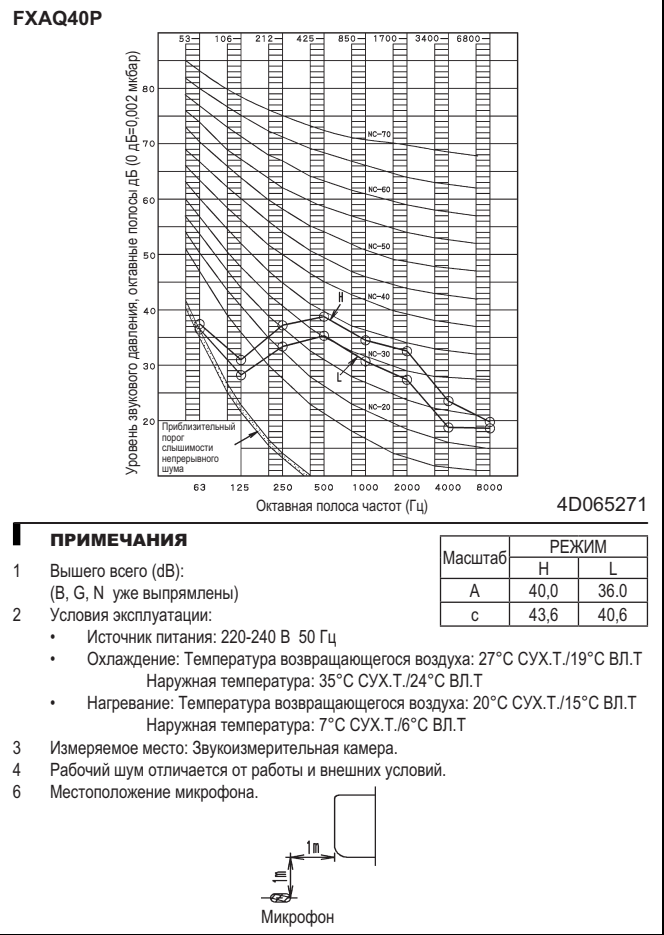 FXAQ40P
53 106 212 425 850 1700 3400 6800
Уровень звукового давления, октавные полосы дБ (0 дБ=0,002 мкбар)
80
70
60
50
40
30
20
NC-70
NC-60
NC-50
NC-40
NC-30
NC-20
H
L
Приблизительный
порог
слышимости
непрерывного
шума
63 125 250 500 1000 2000 4000 8000
Октавная полоса частот (Гц)
4D065271
ПРИМЕЧАНИЯ
Масштаб РЕЖИМ
H L
A 40,0 36.0
c 43,6 40,6
1 Вышего всего (dB):
(B, G, N уже выпрямлены)
2 Условия эксплуатации:
• Источник питания: 220-240 В 50 Гц
• Охлаждение: Температура возвращающегося воздуха: 27°C СУХ.Т./19°C ВЛ.Т
Наружная температура: 35°C СУХ.Т./24°C ВЛ.Т
• Нагревание: Температура возвращающегося воздуха: 20°C СУХ.Т./15°C ВЛ.Т
Наружная температура: 7°C СУХ.Т./6°C ВЛ.Т
3 Измеряемое место: Звукоизмерительная камера.
4 Рабочий шум отличается от работы и внешних условий.
6 Местоположение микрофона.
1m
1m
Микрофон